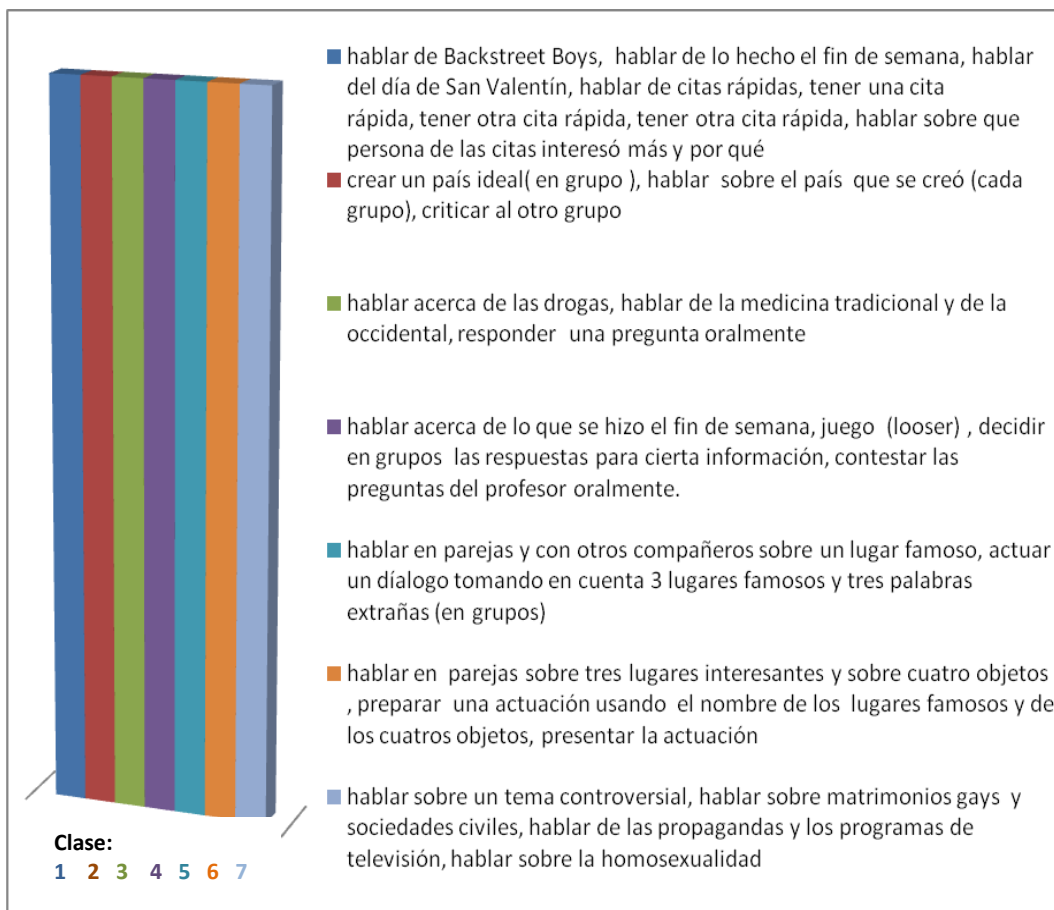 hablar de Backstreet Boys, hablar de lo hecho el fin de semana, hablar
del día de San Valentín, hablar de citas rápidas, tener una cita
rápida, tener otra cita rápida, tener otra cita rápida, hablar sobre que
persona de las citas interesó más y por qué
crear un país ideal( en grupo ), hablar sobre el país que se creó (cada
grupo), criticar al otro grupo
hablar acerca de las drogas, hablar de la medicina tradicional y de la
occidental, responder una pregunta oralmente
hablar acerca de lo que se hizo el fin de semana, juego (looser) , decidir
en grupos las respuestas para cierta información, contestar las
preguntas del profesor oralmente.
hablar en parejas y con otros compañeros sobre un lugar famoso, actuar
un díalogo tomando en cuenta 3 lugares famosos y tres palabras
extrañas (en grupos)
hablar en parejas sobre tres lugares interesantes y sobre cuatro objetos
, preparar una actuación usando el nombre de los lugares famosos y de
los cuatros objetos, presentar la actuación
hablar sobre un tema controversial, hablar sobre matrimonios gays y
sociedades civiles, hablar de las propagandas y los programas de
televisión, hablar sobre la homosexualidad
Clase:
1 2 3 4 5 6 7